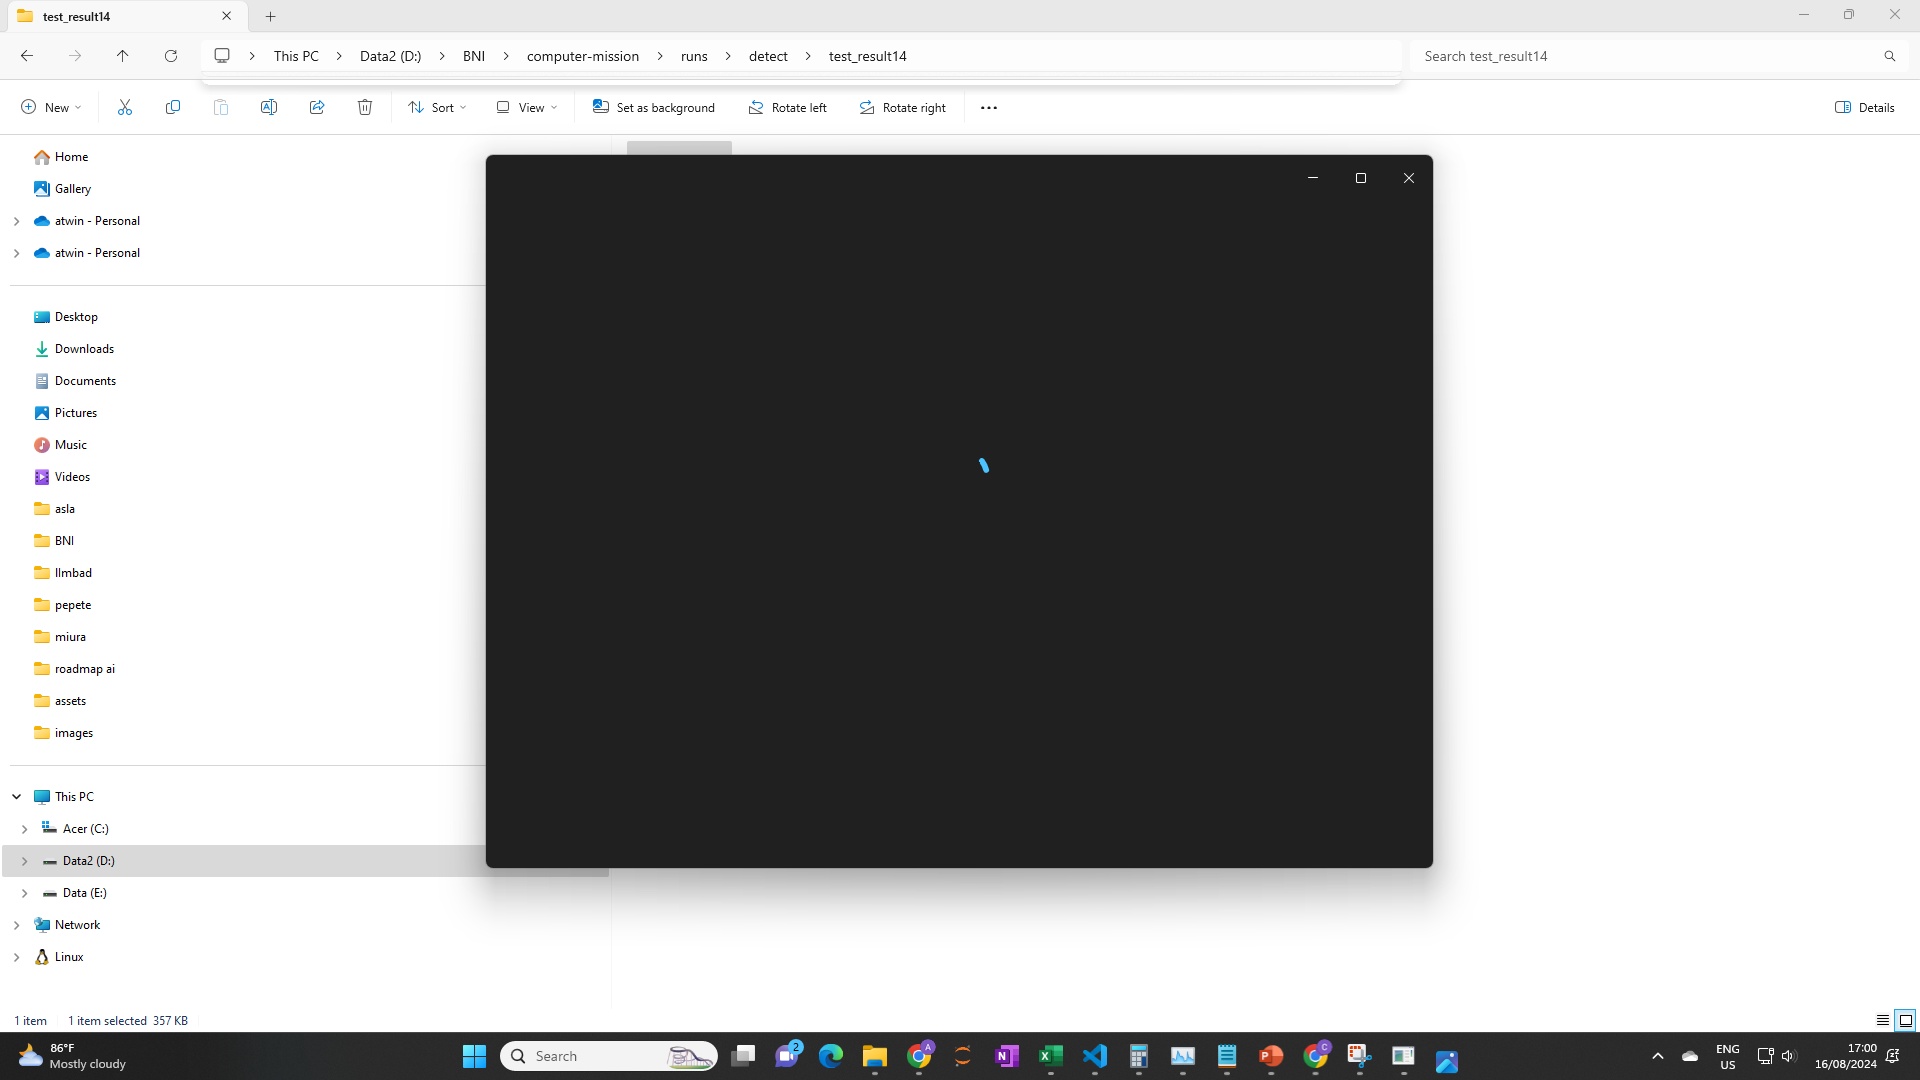 test_result14
This PC
Data2 (D:)
BNI
computer-mission
runs
detect
test_result14
Search test_result14
New
Sort
View
Set as background
Rotate left
Rotate right
Details
Home
Gallery
atwin - Personal
atwin - Personal
Desktop
Downloads
Documents
Pictures
Music
Videos
asla
BNI
llmbad
pepete
miura
roadmap ai
assets
images
This PC
Acer (C:)
Data2 (D:)
Data (E:)
Network
Linux
1 item
1 item selected 357 KB
86°F
Mostly cloudy
Search
2
A
C
ENG
US
17:00
16/08/2024